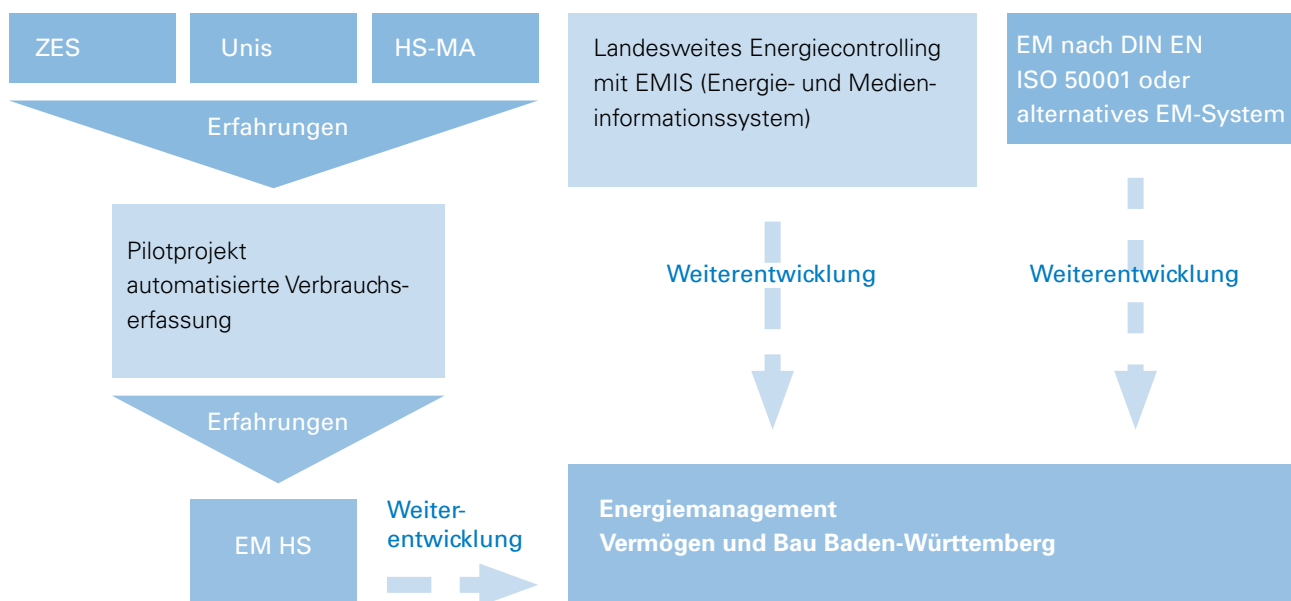 ZES
Unis
HS-MA
Erfahrungen
Pilotprojekt
automatisierte Verbrauchs-
erfassung
Erfahrungen
EM HS
Weiter-
entwicklung
Landesweites Energiecontrolling
mit EMIS (Energie- und Medien-
informationssystem)
Weiterentwicklung
EM nach DIN EN
ISO 50001 oder
alternatives EM-System
Weiterentwicklung
Energiemanagement
Vermögen und Bau Baden-Württemberg